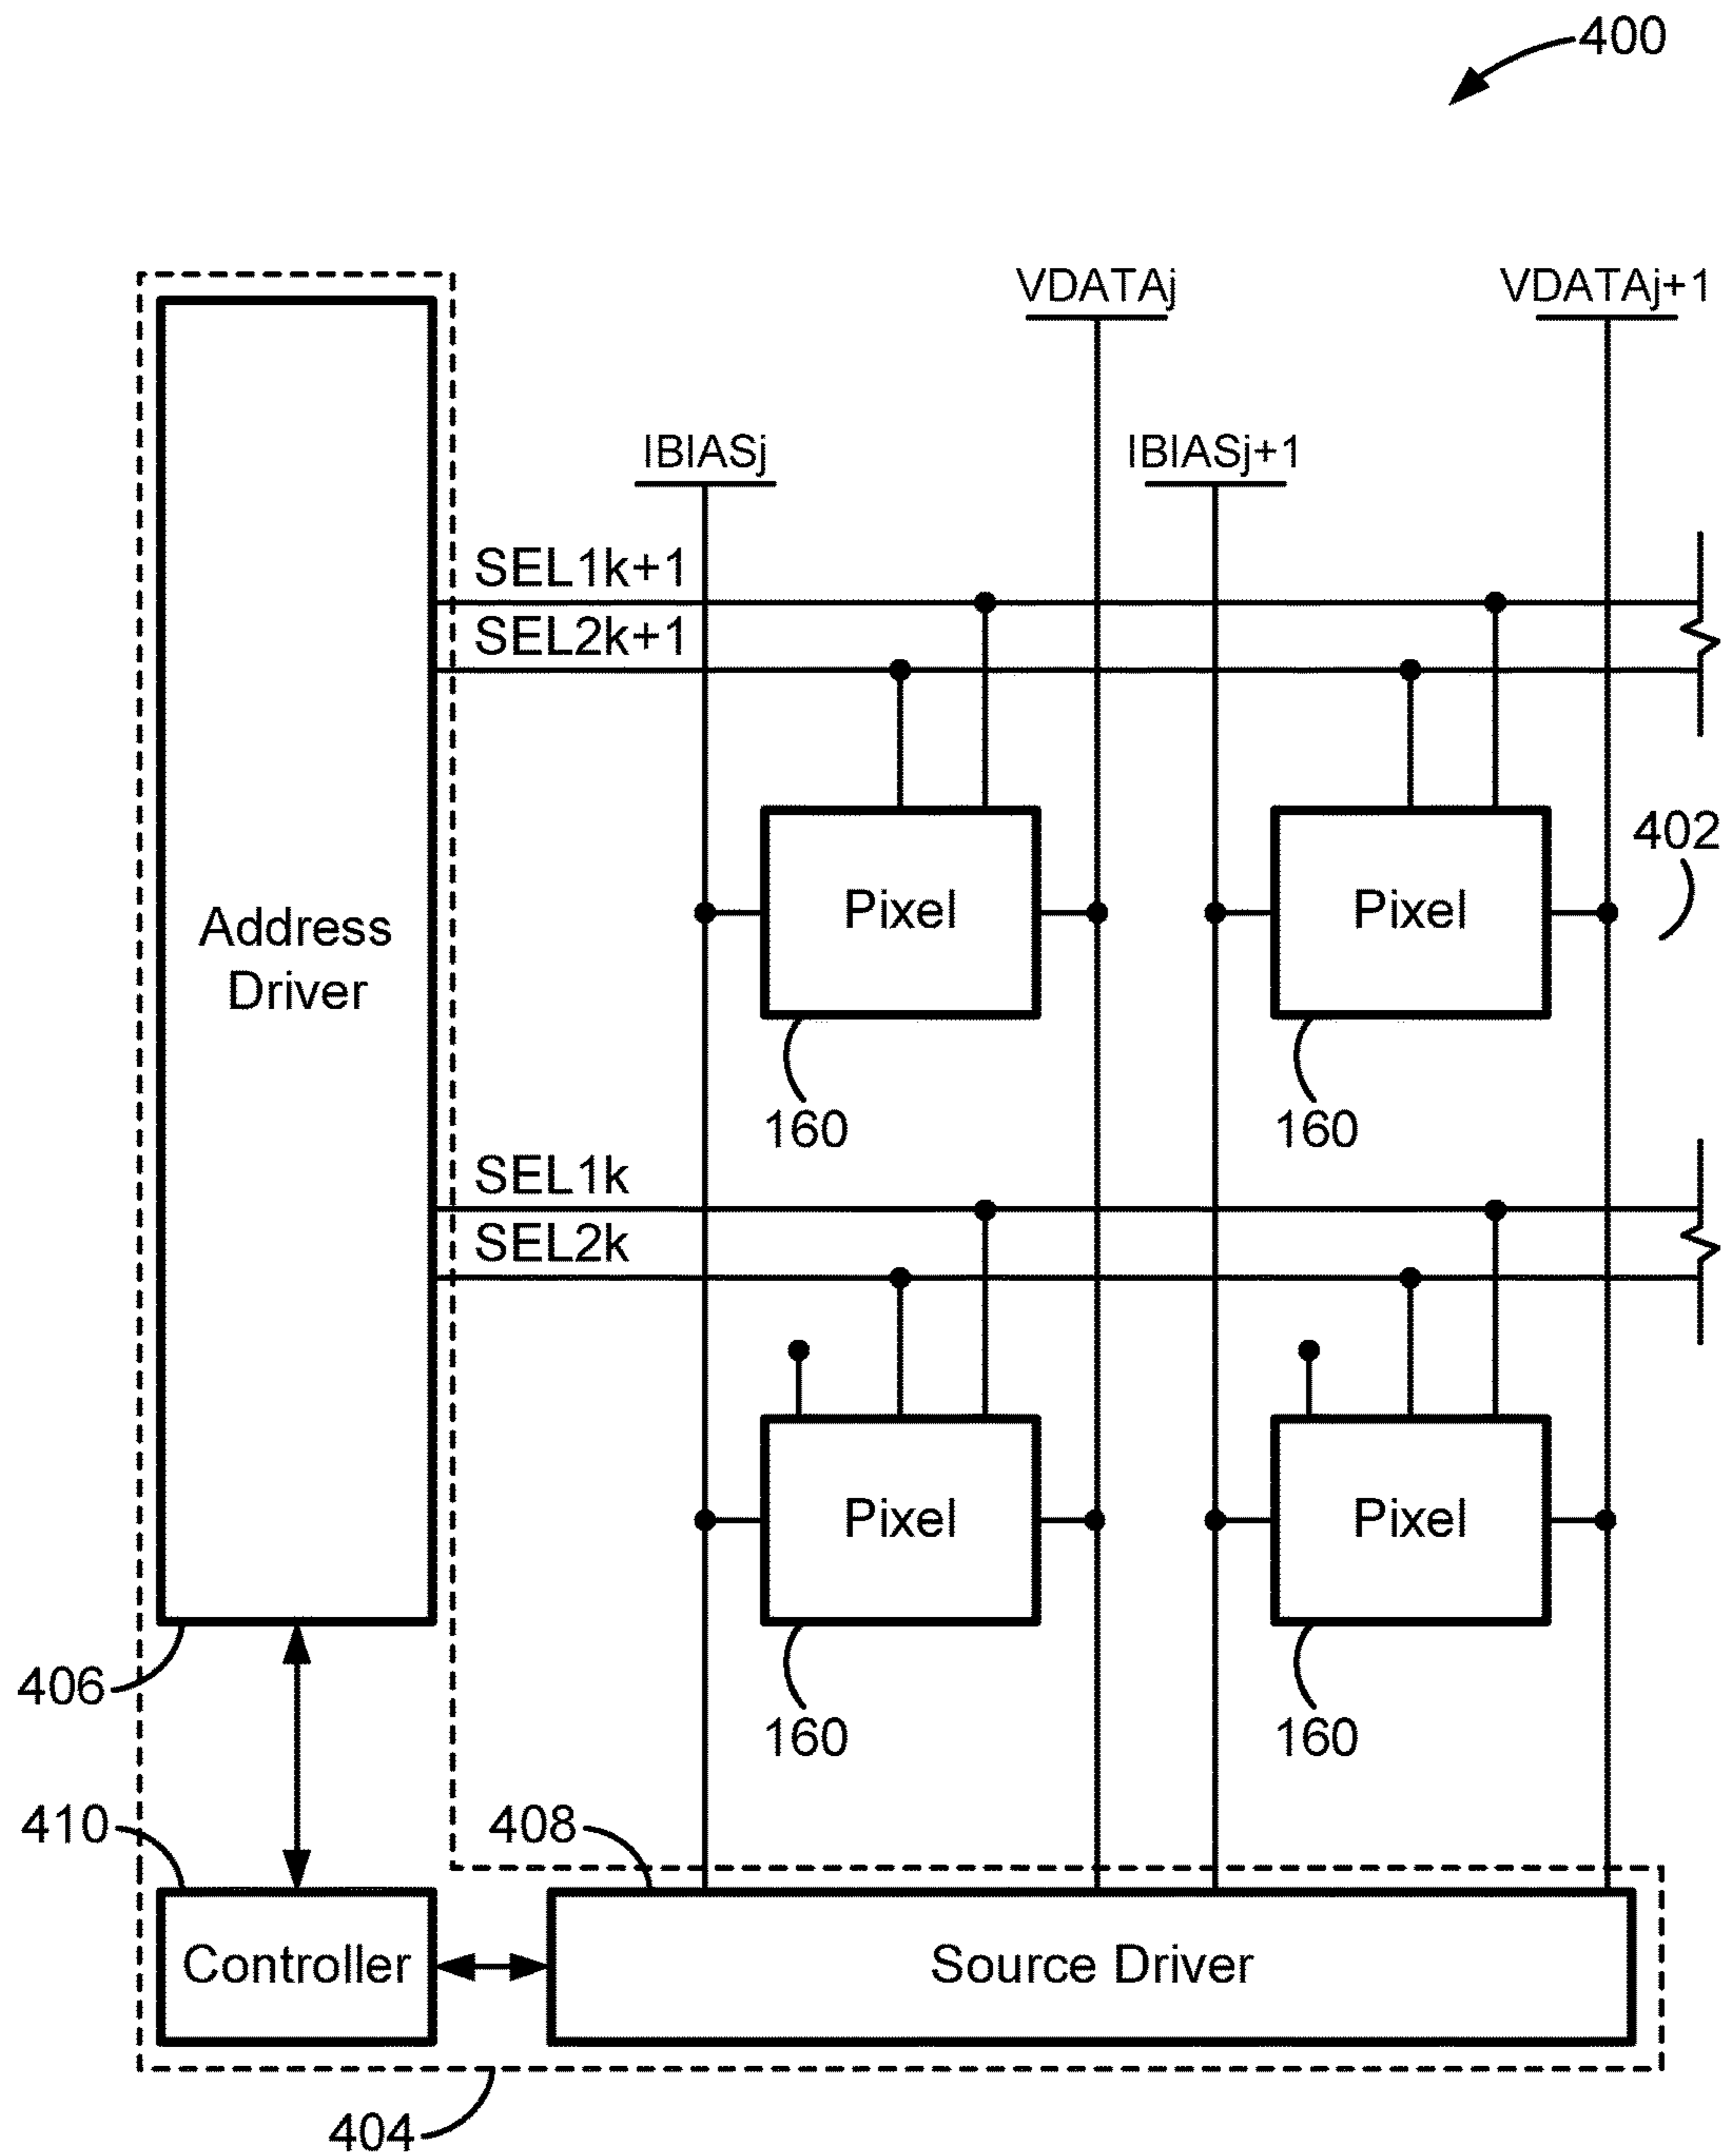 400
VDATAj
VDATAj+1
IBIASj
IBIASj+1
SEL1k+1
SEL2k+1
402
Address
Driver
Pixel
Pixel
160
160
SEL1k
SEL2k
Pixel
Pixel
406
160
160
410
408
Controller
Source Driver
404